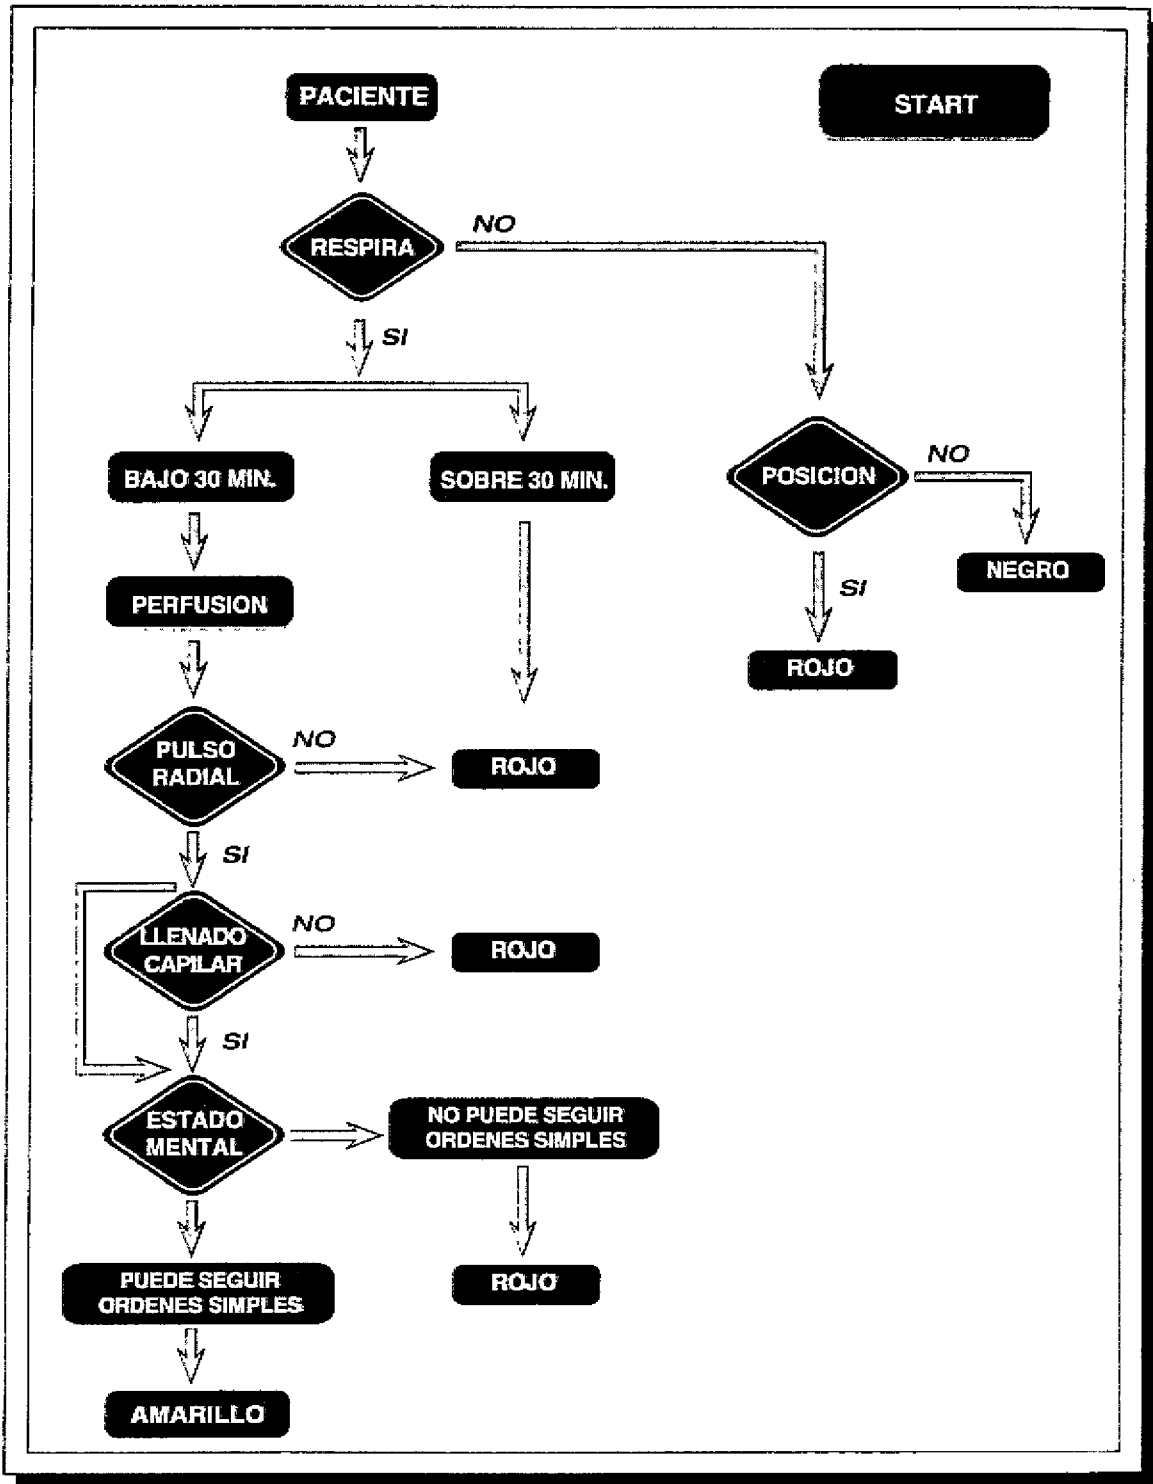 PACIENTE
START
RESPIRA
NO
SI
BAJO 30 MIN.
SOBRE 30 MIN.
POSICION
NO
NEGRO
SI
ROJO
PERFUSION
PULSO
RADIAL
NO
ROJO
SI
LLENADO
CAPILAR
NO
ROJO
SI
ESTADO
MENTAL
NO PUEDE SEGUIR
ORDENES SIMPLES
ROJO
PUEDE SEGUIR
ORDENES SIMPLES
AMARILLO